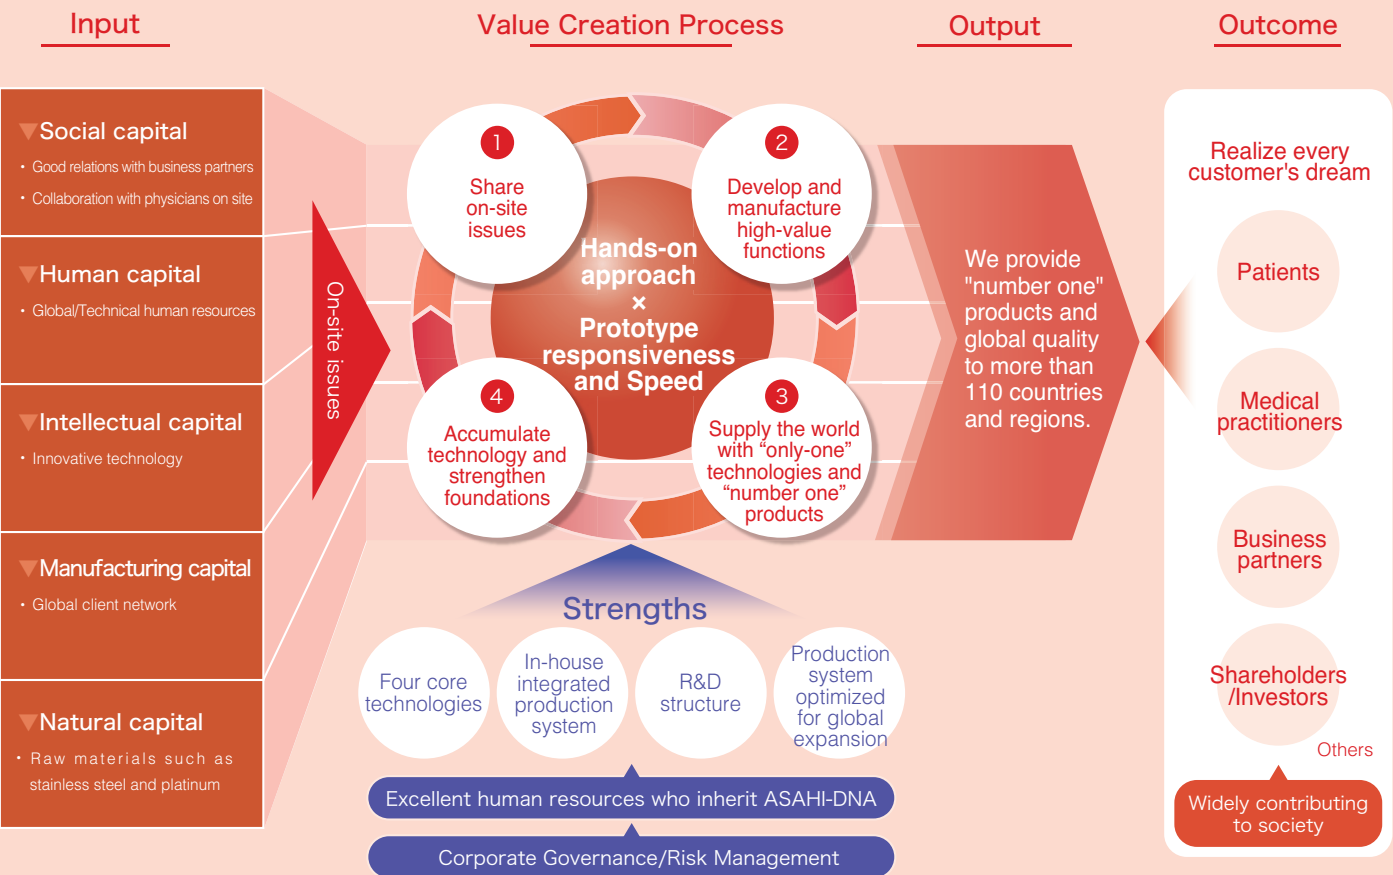 Input
Value Creation Process
Output
Outcome
▼Social capital
・Good relations with business partners
・Collaboration with physicians on site
▼Human capital
・Global/Technical human resources
▼Intellectual capital
・Innovative technology
▼Manufacturing capital
・Global client network
▼Natural capital
・Raw materials such as
stainless steel and platinum
On-site issues
1
Share
on-site
issues
2
Develop and
manufacture
high-value
functions
Hands-on
approach
×
Prototype
responsiveness
and Speed
4
Accumulate
technology and
strengthen
foundations
3
Supply the world
with “only-one”
technologies and
“number one”
products
We provide
"number one"
products and
global quality
to more than
110 countries
and regions.
Strengths
Four core
technologies
In-house
integrated
production
system
R&D
structure
Production
system
optimized
for global
expansion
Excellent human resources who inherit ASAHI-DNA
Corporate Governance/Risk Management
Realize every
customer's dream
Patients
Medical
practitioners
Business
partners
Shareholders
/Investors
Others
Widely contributing
to society